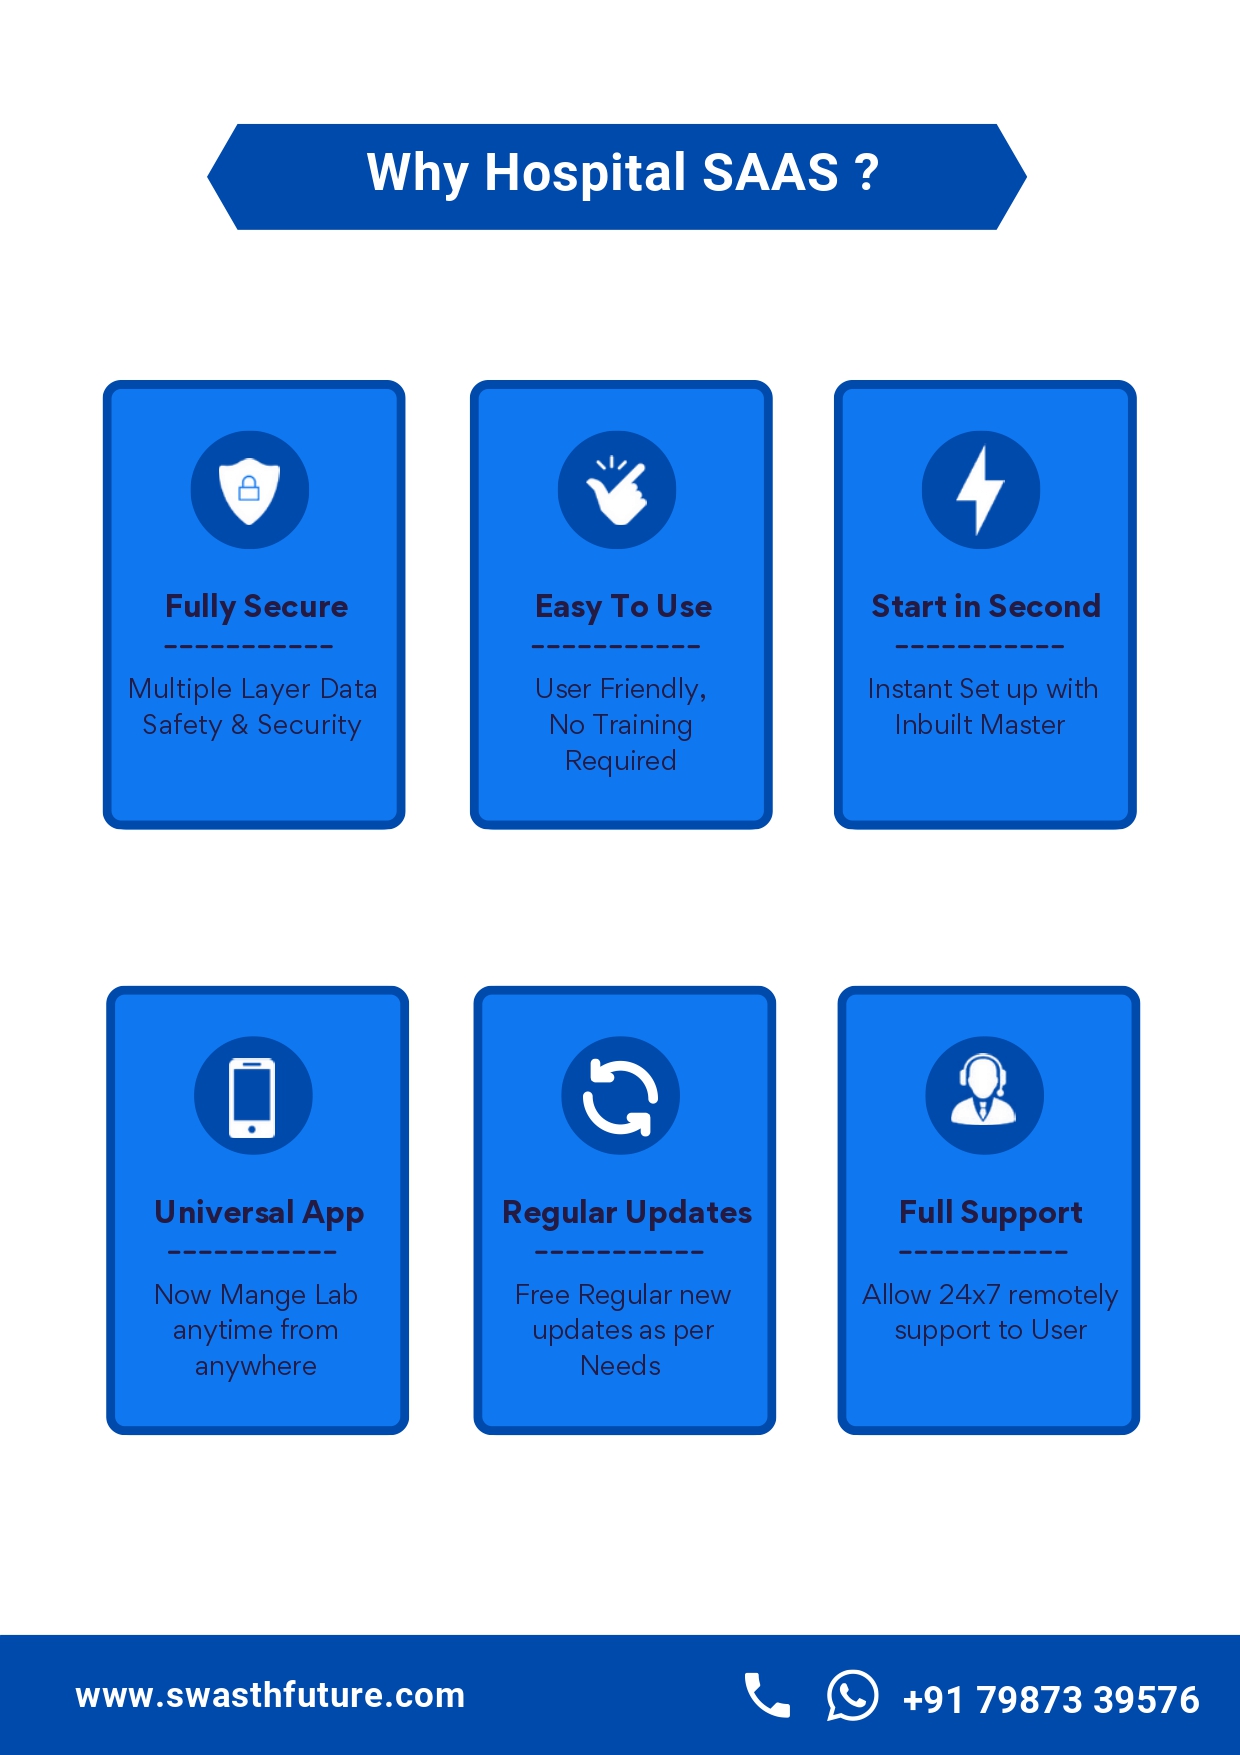 Why Hospital SAAS ?
Fully Secure
Multiple Layer Data
Safety & Security
Easy To Use
User Friendly,
No Training
Required
Start in Second
Instant Set up with
Inbuilt Master
Universal App
Now Mange Lab
anytime from
anywhere
Regular Updates
Free Regular new
updates as per
Needs
Full Support
Allow 24x7 remotely
support to User
www.swasthfuture.com
+91 79873 39576